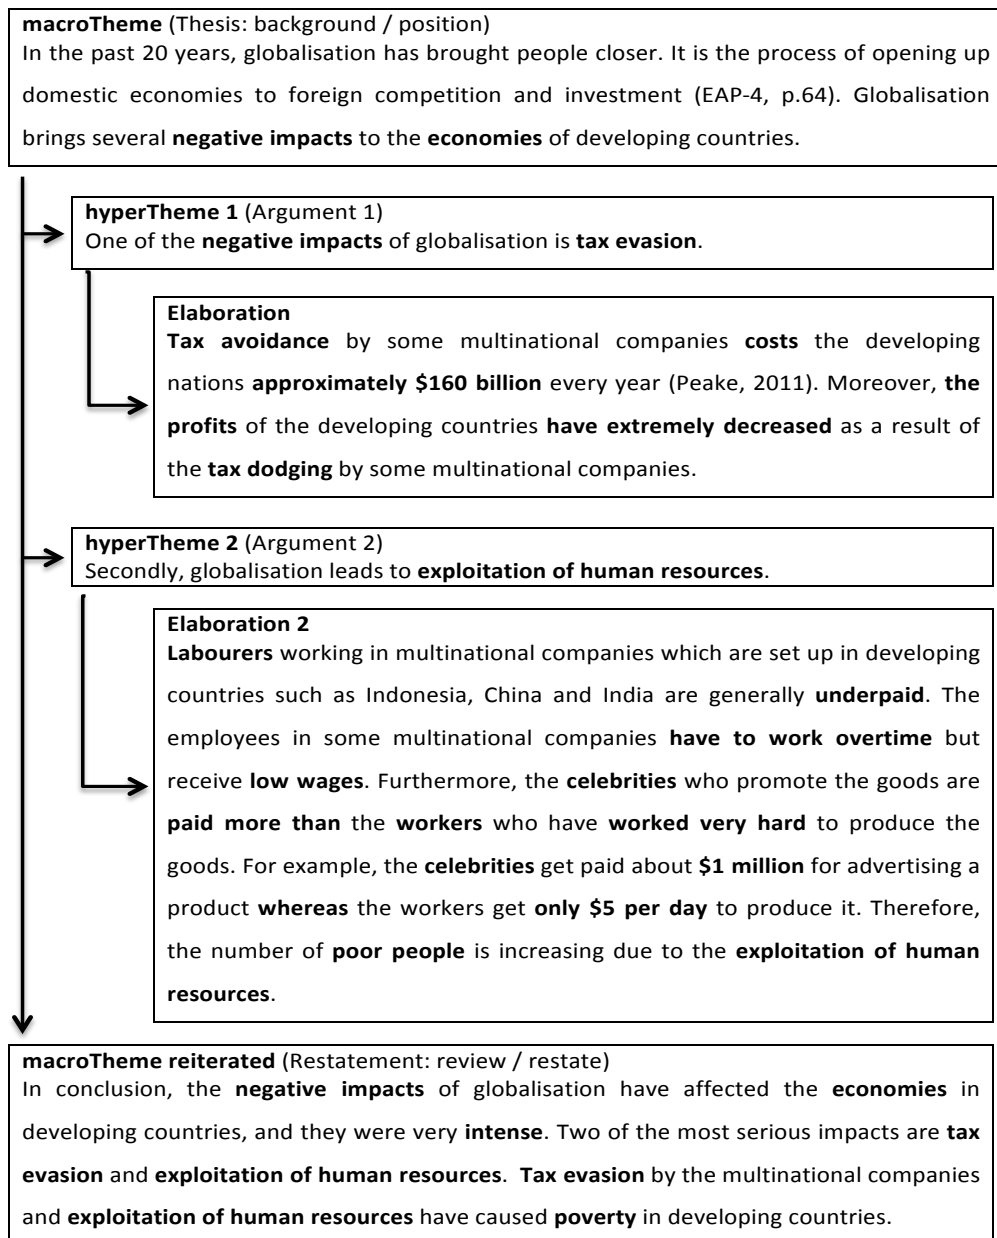 macroTheme (Thesis: background / position)
In the past 20 years, globalisation has brought people closer. It is the process of opening up
domestic economies to foreign competition and investment (EAP-4, p.64). Globalisation
brings several negative impacts to the economies of developing countries.
hyperTheme 1 (Argument 1)
One of the negative impacts of globalisation is tax evasion.
Elaboration
Tax avoidance by some multinational companies costs the developing
nations approximately $160 billion every year (Peake, 2011). Moreover, the
profits of the developing countries have extremely decreased as a result of
the tax dodging by some multinational companies.
hyperTheme 2 (Argument 2)
Secondly, globalisation leads to exploitation of human resources.
Elaboration 2
Labourers working in multinational companies which are set up in developing
countries such as Indonesia, China and India are generally underpaid. The
employees in some multinational companies have to work overtime but
receive low wages. Furthermore, the celebrities who promote the goods are
paid more than the workers who have worked very hard to produce the
goods. For example, the celebrities get paid about $1 million for advertising a
product whereas the workers get only $5 per day to produce it. Therefore,
the number of poor people is increasing due to the exploitation of human
resources.
macroTheme reiterated (Restatement: review / restate)
In conclusion, the negative impacts of globalisation have affected the economies in
developing countries, and they were very intense. Two of the most serious impacts are tax
evasion and exploitation of human resources. Tax evasion by the multinational companies
and exploitation of human resources have caused poverty in developing countries.